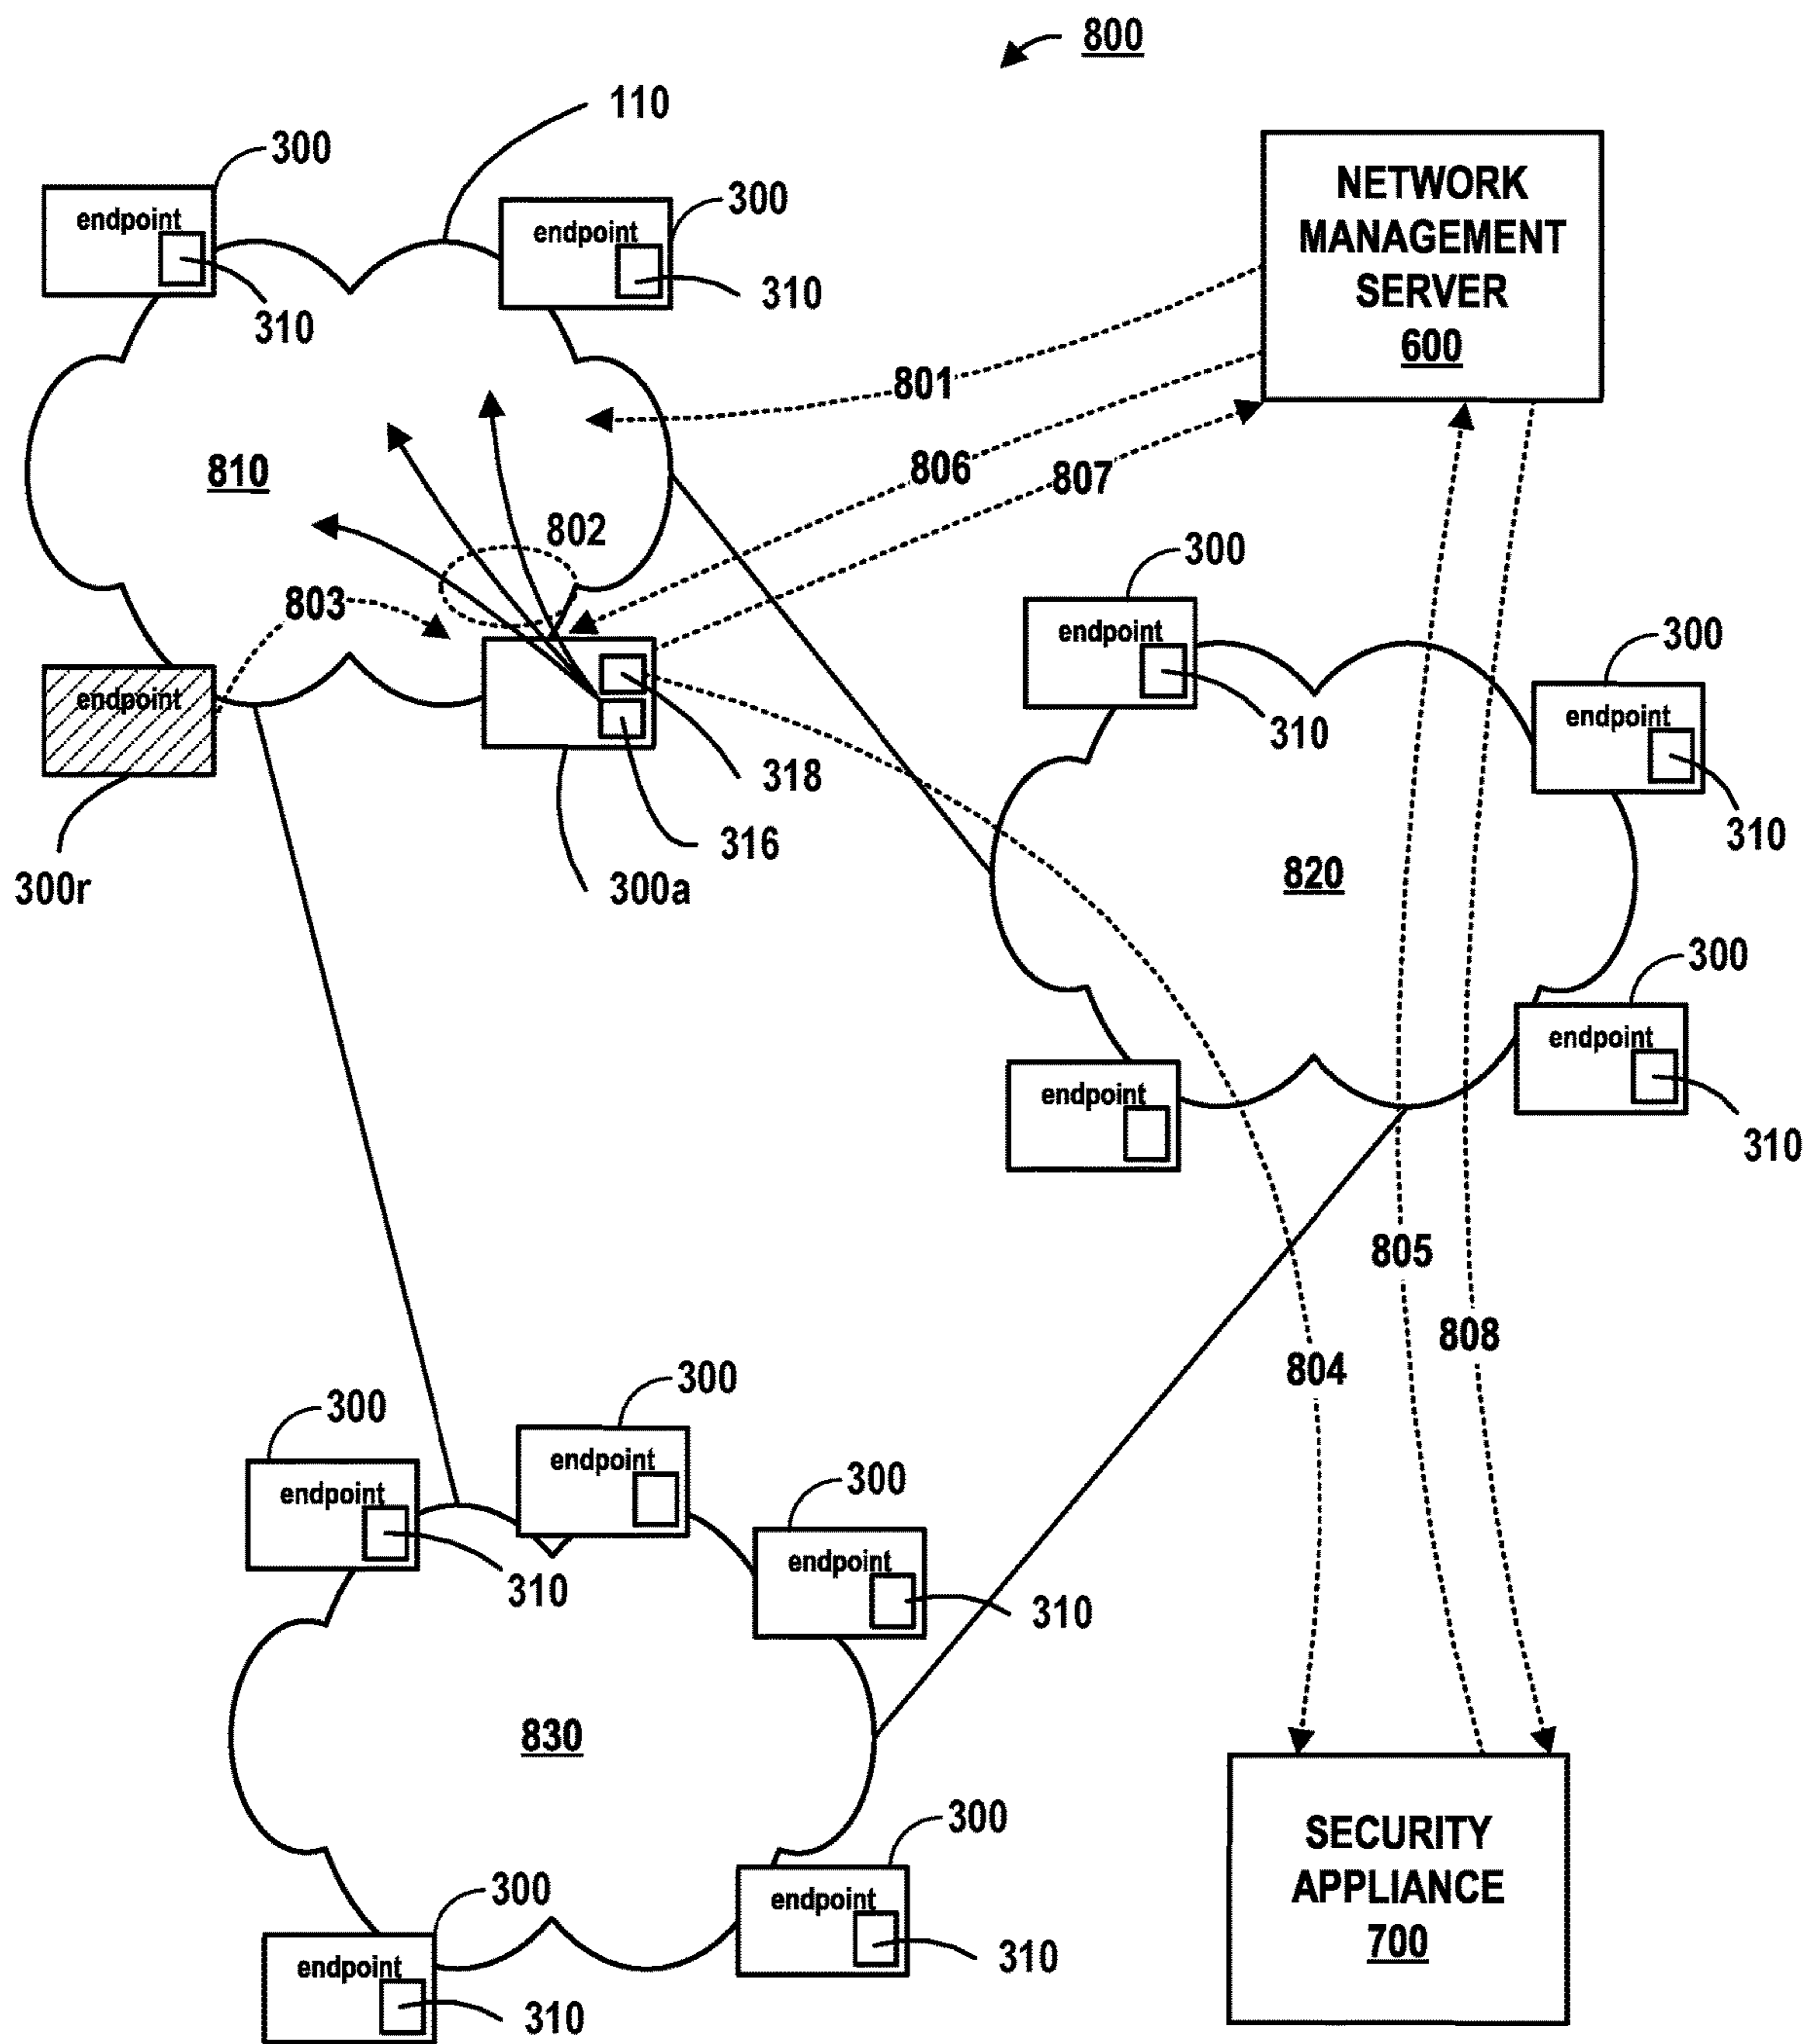 800
110
300
300
endpoint
endpoint
310
310
NETWORK
MANAGEMENT
SERVER
600
801
806
807
810
802
803
endpoint
318
316
300r
300a
300
endpoint
310
300
endpoint
310
820
300
endpoint
310
endpoint
805
808
804
300
endpoint
310
300
endpoint
300
endpoint
310
830
300
endpoint
310
300
endpoint
310
SECURITY
APPLIANCE
700